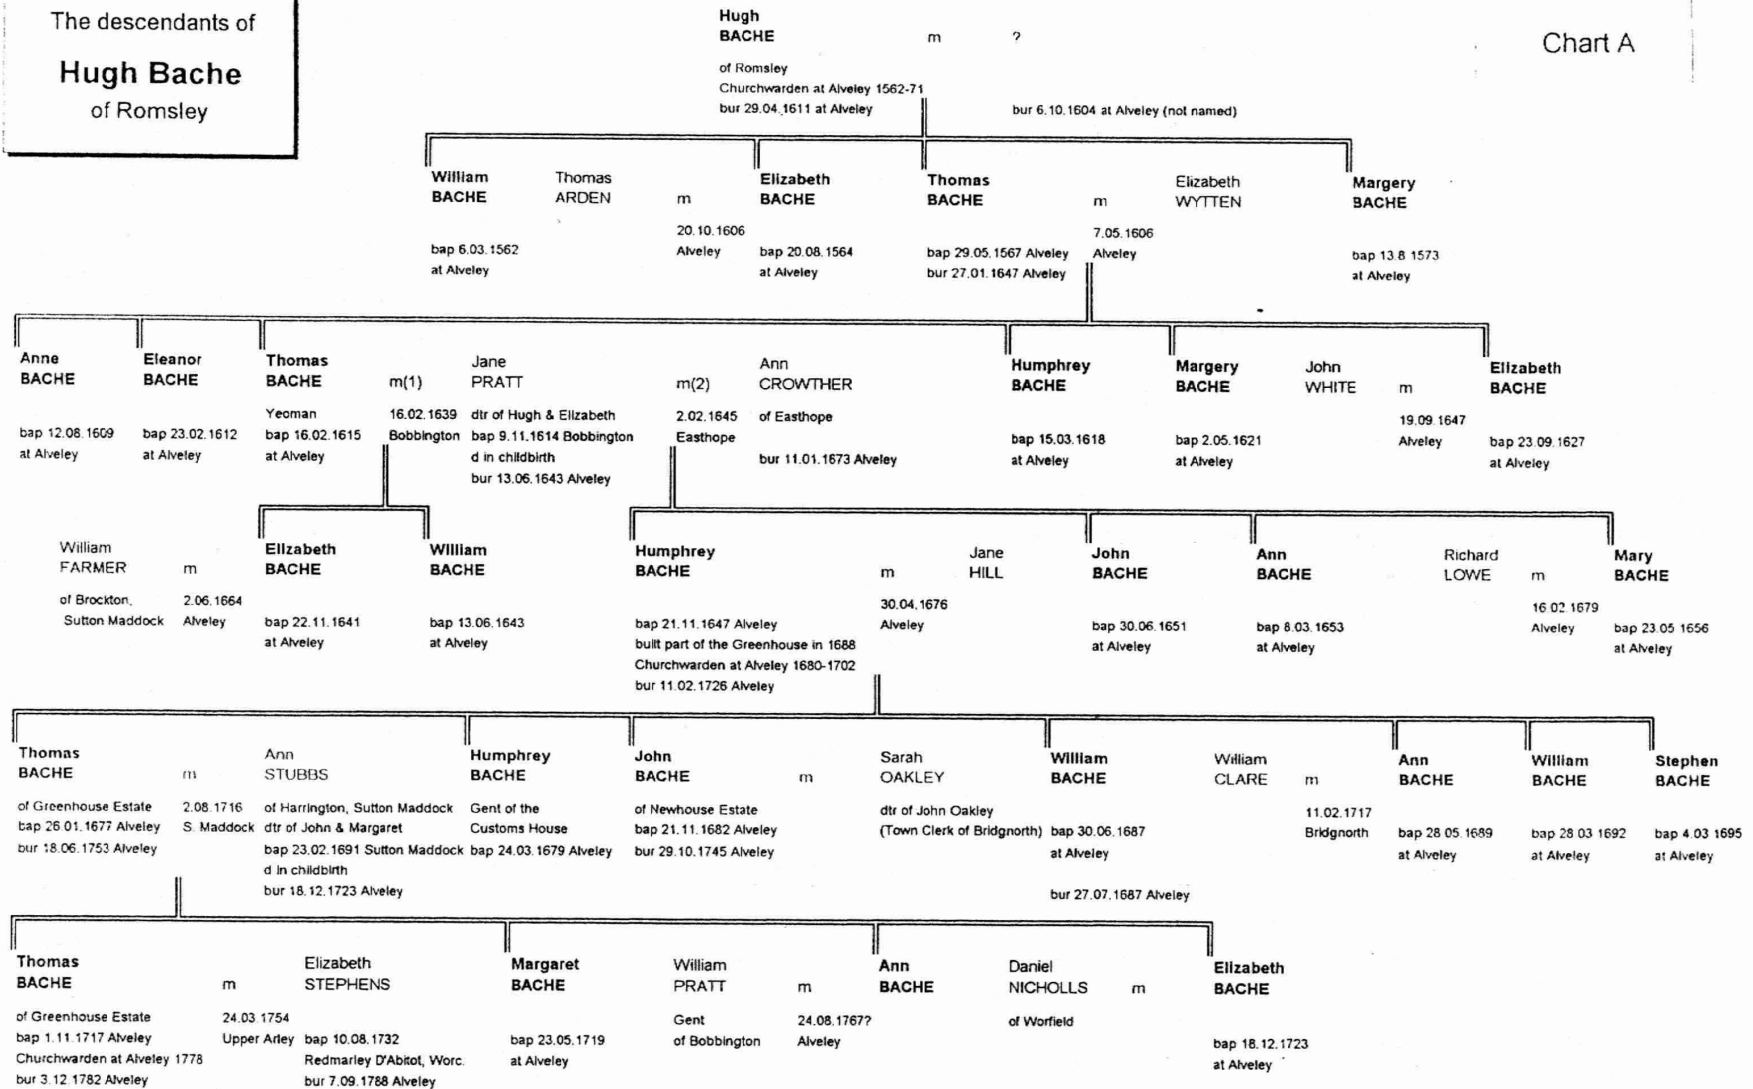 The descendants of
Hugh Bache
of Romsley
Chart A
Hugh
BACHE
m
?
of Romsley
Churchwarden at Alveley 1562-71
bur 29.04.1611 at Alveley
bur 6.10.1604 at Alveley (not named)
William
BACHE
bap 6.03.1562
at Alveley
Thomas
ARDEN
m
20.10.1606
Alveley
Elizabeth
BACHE
bap 20.08.1564
at Alveley
Thomas
BACHE
bap 29.05.1567 Alveley
bur 27.01.1647 Alveley
m
7.05.1606
Alveley
Elizabeth
WYTTEN
Margery
BACHE
bap 13.8 1573
at Alveley
Anne
BACHE
bap 12.08.1609
at Alveley
Eleanor
BACHE
bap 23.02.1612
at Alveley
Thomas
BACHE
Yeoman
bap 16.02.1615
at Alveley
m(1)
16.02.1639
Bobbington
Jane
PRATT
dtr of Hugh & Elizabeth
bap 9.11.1614 Bobbington
d in childbirth
bur 13.06.1643 Alveley
m(2)
2.02.1645
Easthope
Ann
CROWTHER
of Easthope
bur 11.01.1673 Alveley
Humphrey
BACHE
bap 15.03.1618
at Alveley
Margery
BACHE
bap 2.05.1621
at Alveley
John
WHITE
m
19.09.1647
Alveley
Elizabeth
BACHE
bap 23.09.1627
at Alveley
William
FARMER
of Brockton,
Sutton Maddock
m
2.06.1664
Alveley
Elizabeth
BACHE
bap 22.11.1641
at Alveley
William
BACHE
bap 13.06.1643
at Alveley
Humphrey
BACHE
bap 21.11.1647 Alveley
built part of the Greenhouse in 1688
Churchwarden at Alveley 1680-1702
bur 11.02.1726 Alveley
m
30.04.1676
Alveley
Jane
HILL
John
BACHE
bap 30.06.1651
at Alveley
Ann
BACHE
bap 8.03.1653
at Alveley
Richard
LOWE
m
16 02 1679
Alveley
Mary
BACHE
bap 23.05 1656
at Alveley
Thomas
BACHE
of Greenhouse Estate
bap 26 01.1677 Alveley
bur 18.06.1753 Alveley
m
2.08.1716
S. Maddock
Ann
STUBBS
of Harrington, Sutton Maddock
dtr of John & Margaret
bap 23.02.1691 Sutton Maddock
d in childbirth
bur 18.12.1723 Alveley
Humphrey
BACHE
Gent of the
Customs House
bap 24.03.1679 Alveley
John
BACHE
of Newhouse Estate
bap 21.11.1682 Alveley
bur 29.10.1745 Alveley
m
Sarah
OAKLEY
dtr of John Oakley
(Town Clerk of Bridgnorth)
William
BACHE
bap 30.06.1687
at Alveley
bur 27.07.1687 Alveley
William
CLARE
m
11.02.1717
Bridgnorth
Ann
BACHE
bap 28 05.1689
at Alveley
William
BACHE
bap 28 03 1692
at Alveley
Stephen
BACHE
bap 4.03 1695
at Alveley
Thomas
BACHE
of Greenhouse Estate
bap 1.11.1717 Alveley
Churchwarden at Alveley 1778
bur 3.12 1782 Alveley
m
24.03.1754
Upper Arley
Elizabeth
STEPHENS
bap 10.08.1732
Redmarley D'Abitot, Worc.
bur 7.09.1788 Alveley
Margaret
BACHE
bap 23.05.1719
at Alveley
William
PRATT
Gent
of Bobbington
m
24.08.1767?
Alveley
Ann
BACHE
Daniel
NICHOLLS
of Worfield
m
Elizabeth
BACHE
bap 18.12.1723
at Alveley